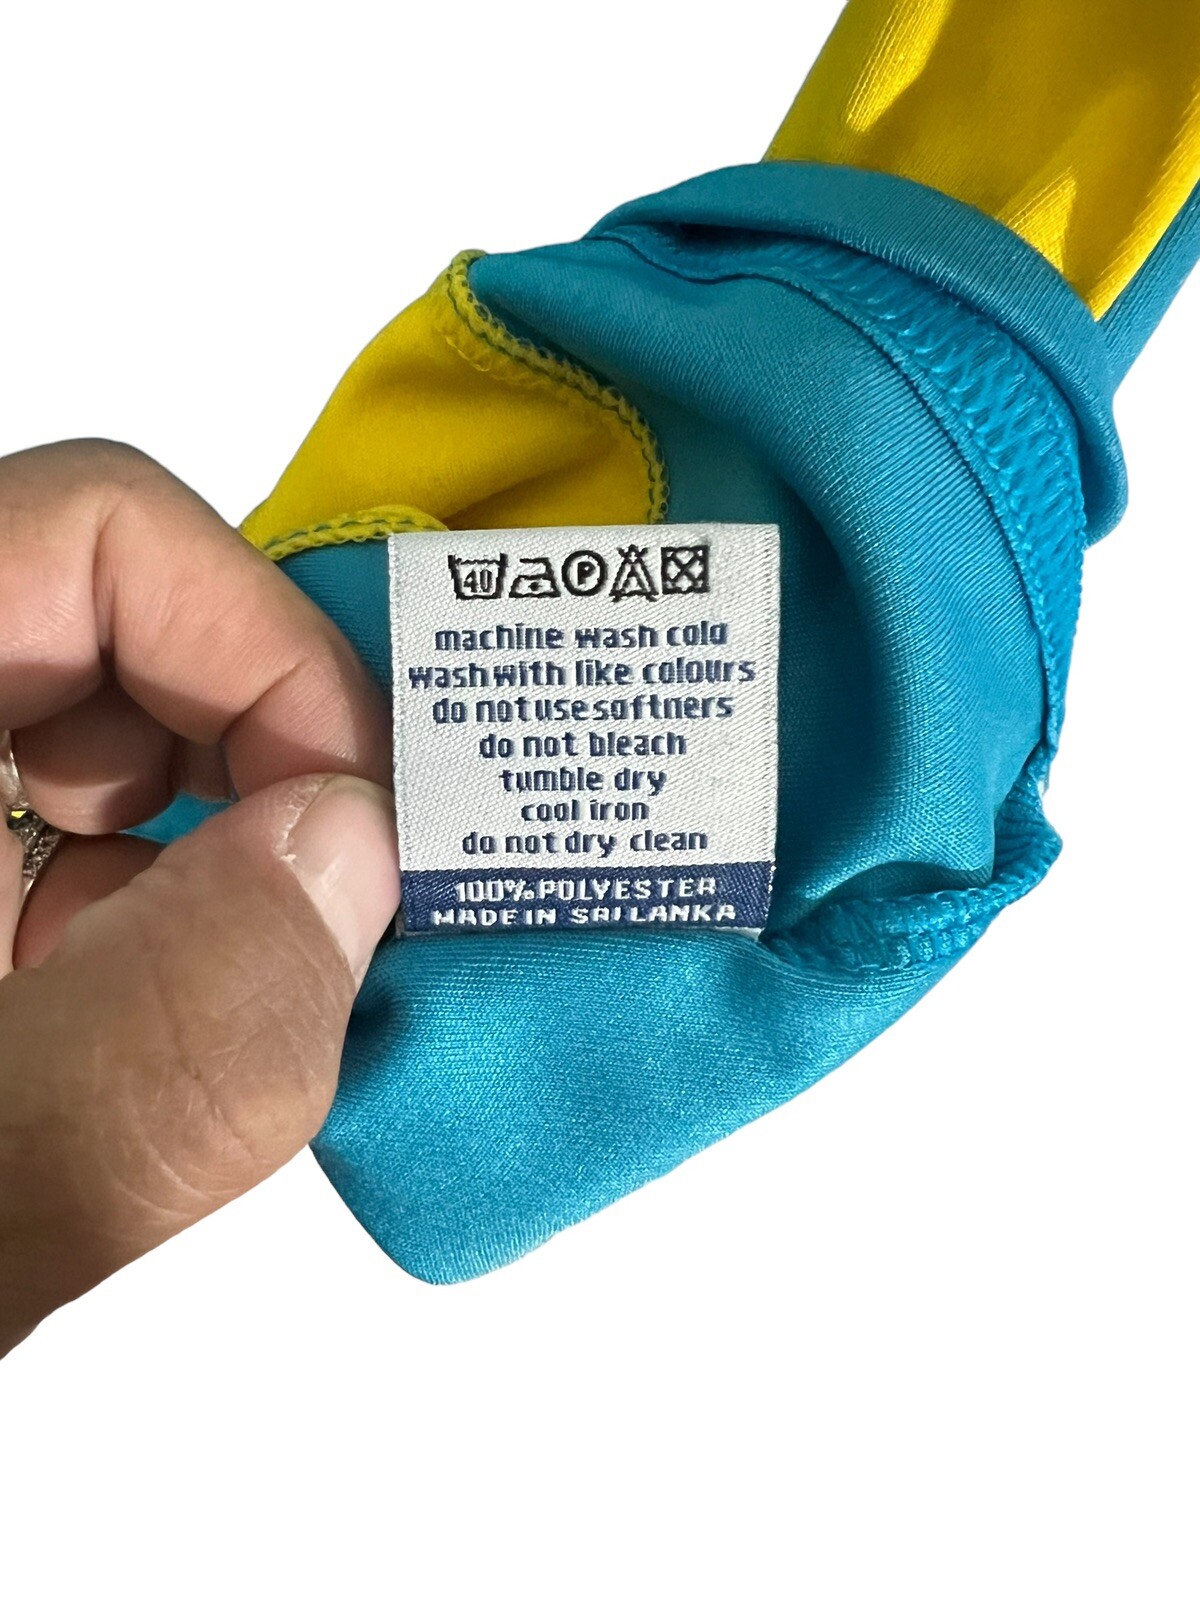 40 P
machine wash cold
wash with like colours
do not use softners
do not bleach
tumble dry
cool iron
do not dry clean
100% POLYESTER
MADE IN SRI LANKA